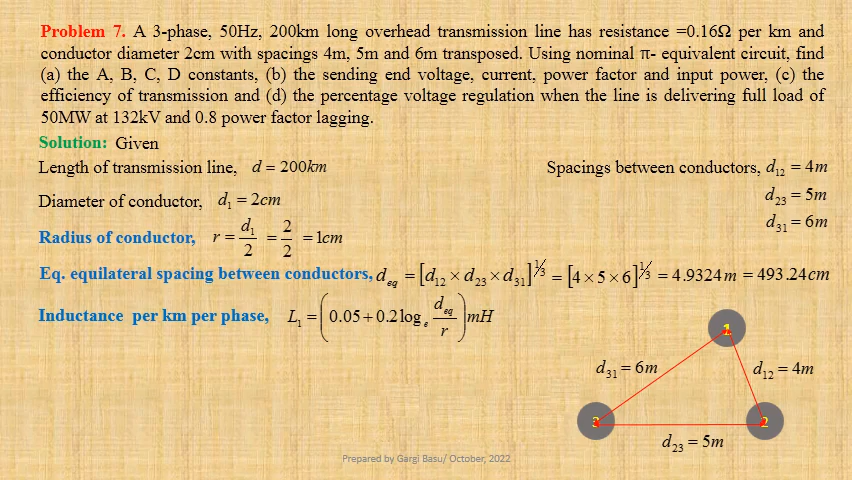 Problem 7. A 3-phase, 50Hz, 200km long overhead transmission line has resistance =0.16Ω per km and
conductor diameter 2cm with spacings 4m, 5m and 6m transposed. Using nominal π- equivalent circuit, find
(a) the A, B, C, D constants, (b) the sending end voltage, current, power factor and input power, (c) the
efficiency of transmission and (d) the percentage voltage regulation when the line is delivering full load of
50MW at 132kV and 0.8 power factor lagging.
Solution: Given
Length of transmission line, d = 200km
Spacings between conductors, d₁₂ = 4m
d₂₃ = 5m
d₃₁ = 6m
Diameter of conductor, d₁ = 2cm
Radius of conductor, r = d₁/2 = 2/2 = 1cm
Eq. equilateral spacing between conductors, d_eq = [d₁₂ × d₂₃ × d₃₁]^⅓ = [4 × 5 × 6]^⅓ = 4.9324m = 493.24cm
Inductance per km per phase, L₁ = (0.05 + 0.2 log_e d_eq/r) mH
1
d₃₁ = 6m
d₁₂ = 4m
3
2
d₂₃ = 5m
Prepared by Gargi Basu/ October, 2022